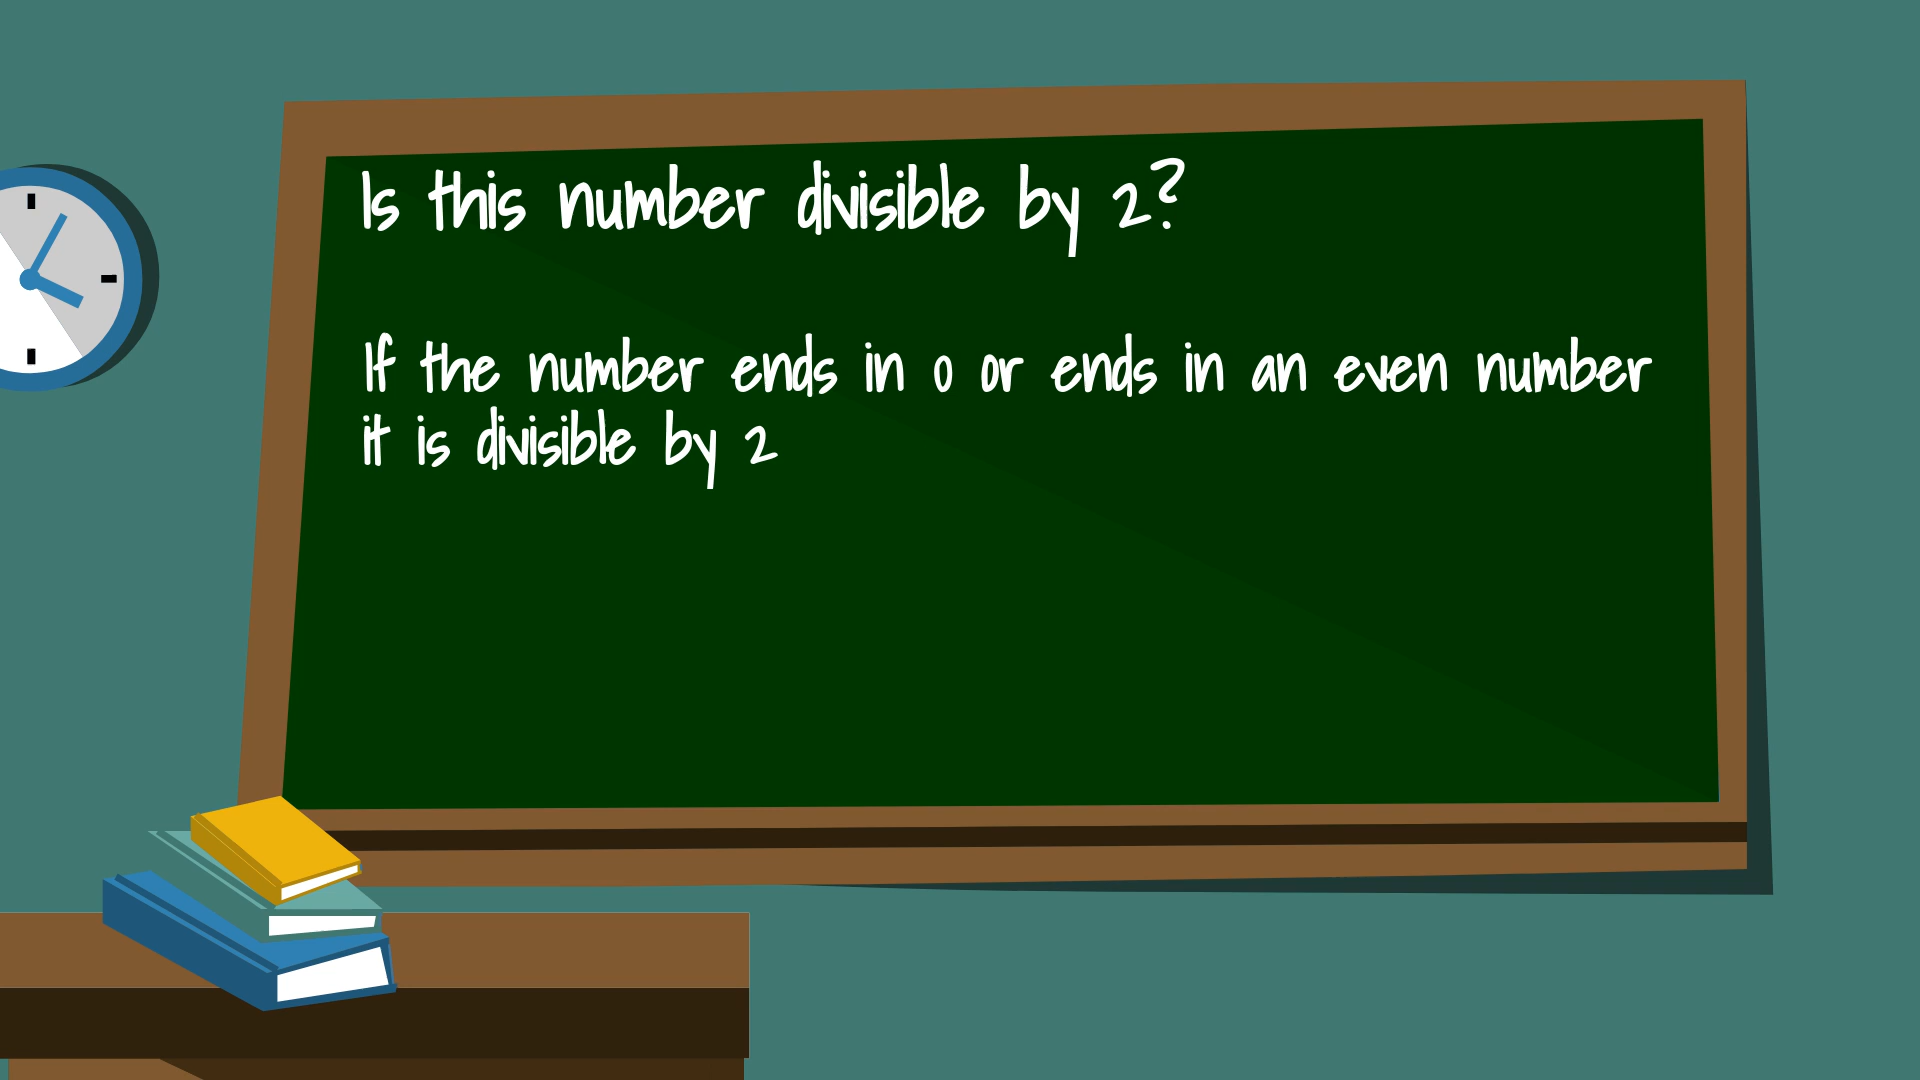 Is this number divisible by 2?
If the number ends in 0 or ends in an even number
it is divisible by 2